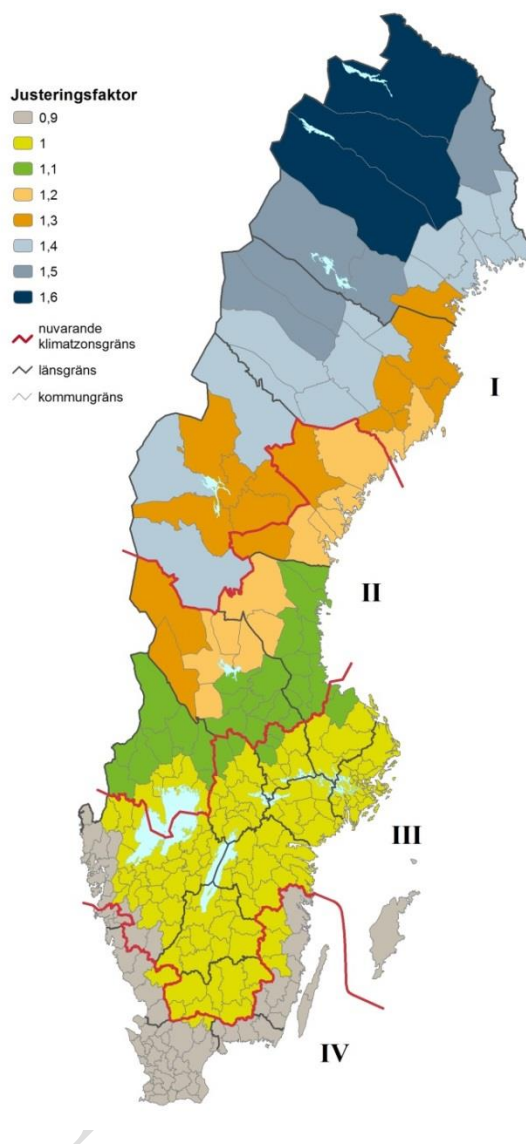 Justeringsfaktor
0,9
1
1,1
1,2
1,3
1,4
1,5
1,6
nuvarande
klimatzonsgräns
länsgräns
kommungräns
I
II
III
IV